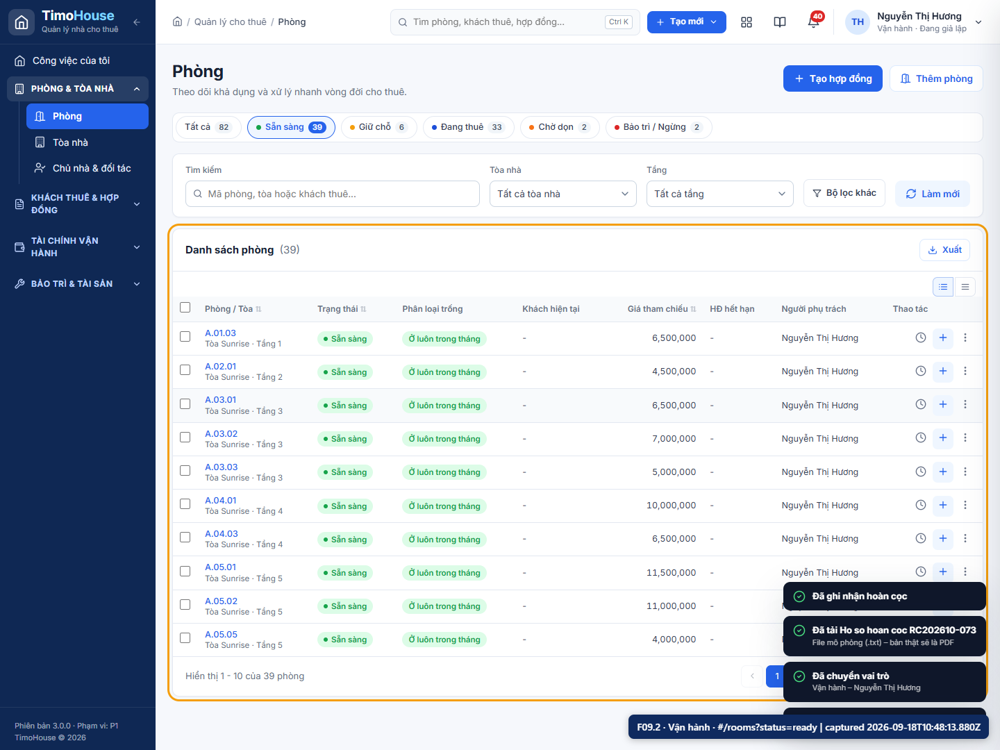 TimoHouse
Quản lý nhà cho thuê
Công việc của tôi
PHÒNG & TÒA NHÀ
Phòng
Tòa nhà
Chủ nhà & đối tác
KHÁCH THUÊ & HỢP
ĐỒNG
TÀI CHÍNH VẬN
HÀNH
BẢO TRÌ & TÀI SẢN
Phiên bản 3.0.0 · Phạm vi: P1
TimoHouse © 2026
/ Quản lý cho thuê / Phòng
Tìm phòng, khách thuê, hợp đồng...
Ctrl K
Tạo mới
40
TH
Nguyễn Thị Hương
Vận hành · Đang giả lập
Phòng
Theo dõi khả dụng và xử lý nhanh vòng đời cho thuê.
Tạo hợp đồng
Thêm phòng
Tất cả 82
Sẵn sàng 39
Giữ chỗ 6
Đang thuê 33
Chờ dọn 2
Bảo trì / Ngừng 2
Tìm kiếm
Mã phòng, tòa hoặc khách thuê...
Tòa nhà
Tất cả tòa nhà
Tầng
Tất cả tầng
Bộ lọc khác
Làm mới
Danh sách phòng (39)
Xuất
Phòng / Tòa Trạng thái Phân loại trống Khách hiện tại Giá tham chiếu HĐ hết hạn Người phụ trách Thao tác
A.01.03
Tòa Sunrise · Tầng 1
Sẵn sàng Ở luôn trong tháng - 6,500,000 - Nguyễn Thị Hương
A.02.01
Tòa Sunrise · Tầng 2
Sẵn sàng Ở luôn trong tháng - 4,500,000 - Nguyễn Thị Hương
A.03.01
Tòa Sunrise · Tầng 3
Sẵn sàng Ở luôn trong tháng - 6,500,000 - Nguyễn Thị Hương
A.03.02
Tòa Sunrise · Tầng 3
Sẵn sàng Ở luôn trong tháng - 7,000,000 - Nguyễn Thị Hương
A.03.03
Tòa Sunrise · Tầng 3
Sẵn sàng Ở luôn trong tháng - 5,000,000 - Nguyễn Thị Hương
A.04.01
Tòa Sunrise · Tầng 4
Sẵn sàng Ở luôn trong tháng - 10,000,000 - Nguyễn Thị Hương
A.04.03
Tòa Sunrise · Tầng 4
Sẵn sàng Ở luôn trong tháng - 6,500,000 - Nguyễn Thị Hương
A.05.01
Tòa Sunrise · Tầng 5
Sẵn sàng Ở luôn trong tháng - 11,500,000 - Nguyễn Thị Hương
A.05.02
Tòa Sunrise · Tầng 5
Sẵn sàng Ở luôn trong tháng - 11,000,000 -
A.05.05
Tòa Sunrise · Tầng 5
Sẵn sàng Ở luôn trong tháng - 4,000,000 -
Hiển thị 1 - 10 của 39 phòng
1
Đã ghi nhận hoàn cọc
Đã tải Ho so hoan coc RC202610-073
File mô phỏng (.txt) – bản thật sẽ là PDF
Đã chuyển vai trò
Vận hành – Nguyễn Thị Hương
F09.2 · Vận hành · #/rooms?status=ready | captured 2026-09-18T10:48:13.880Z